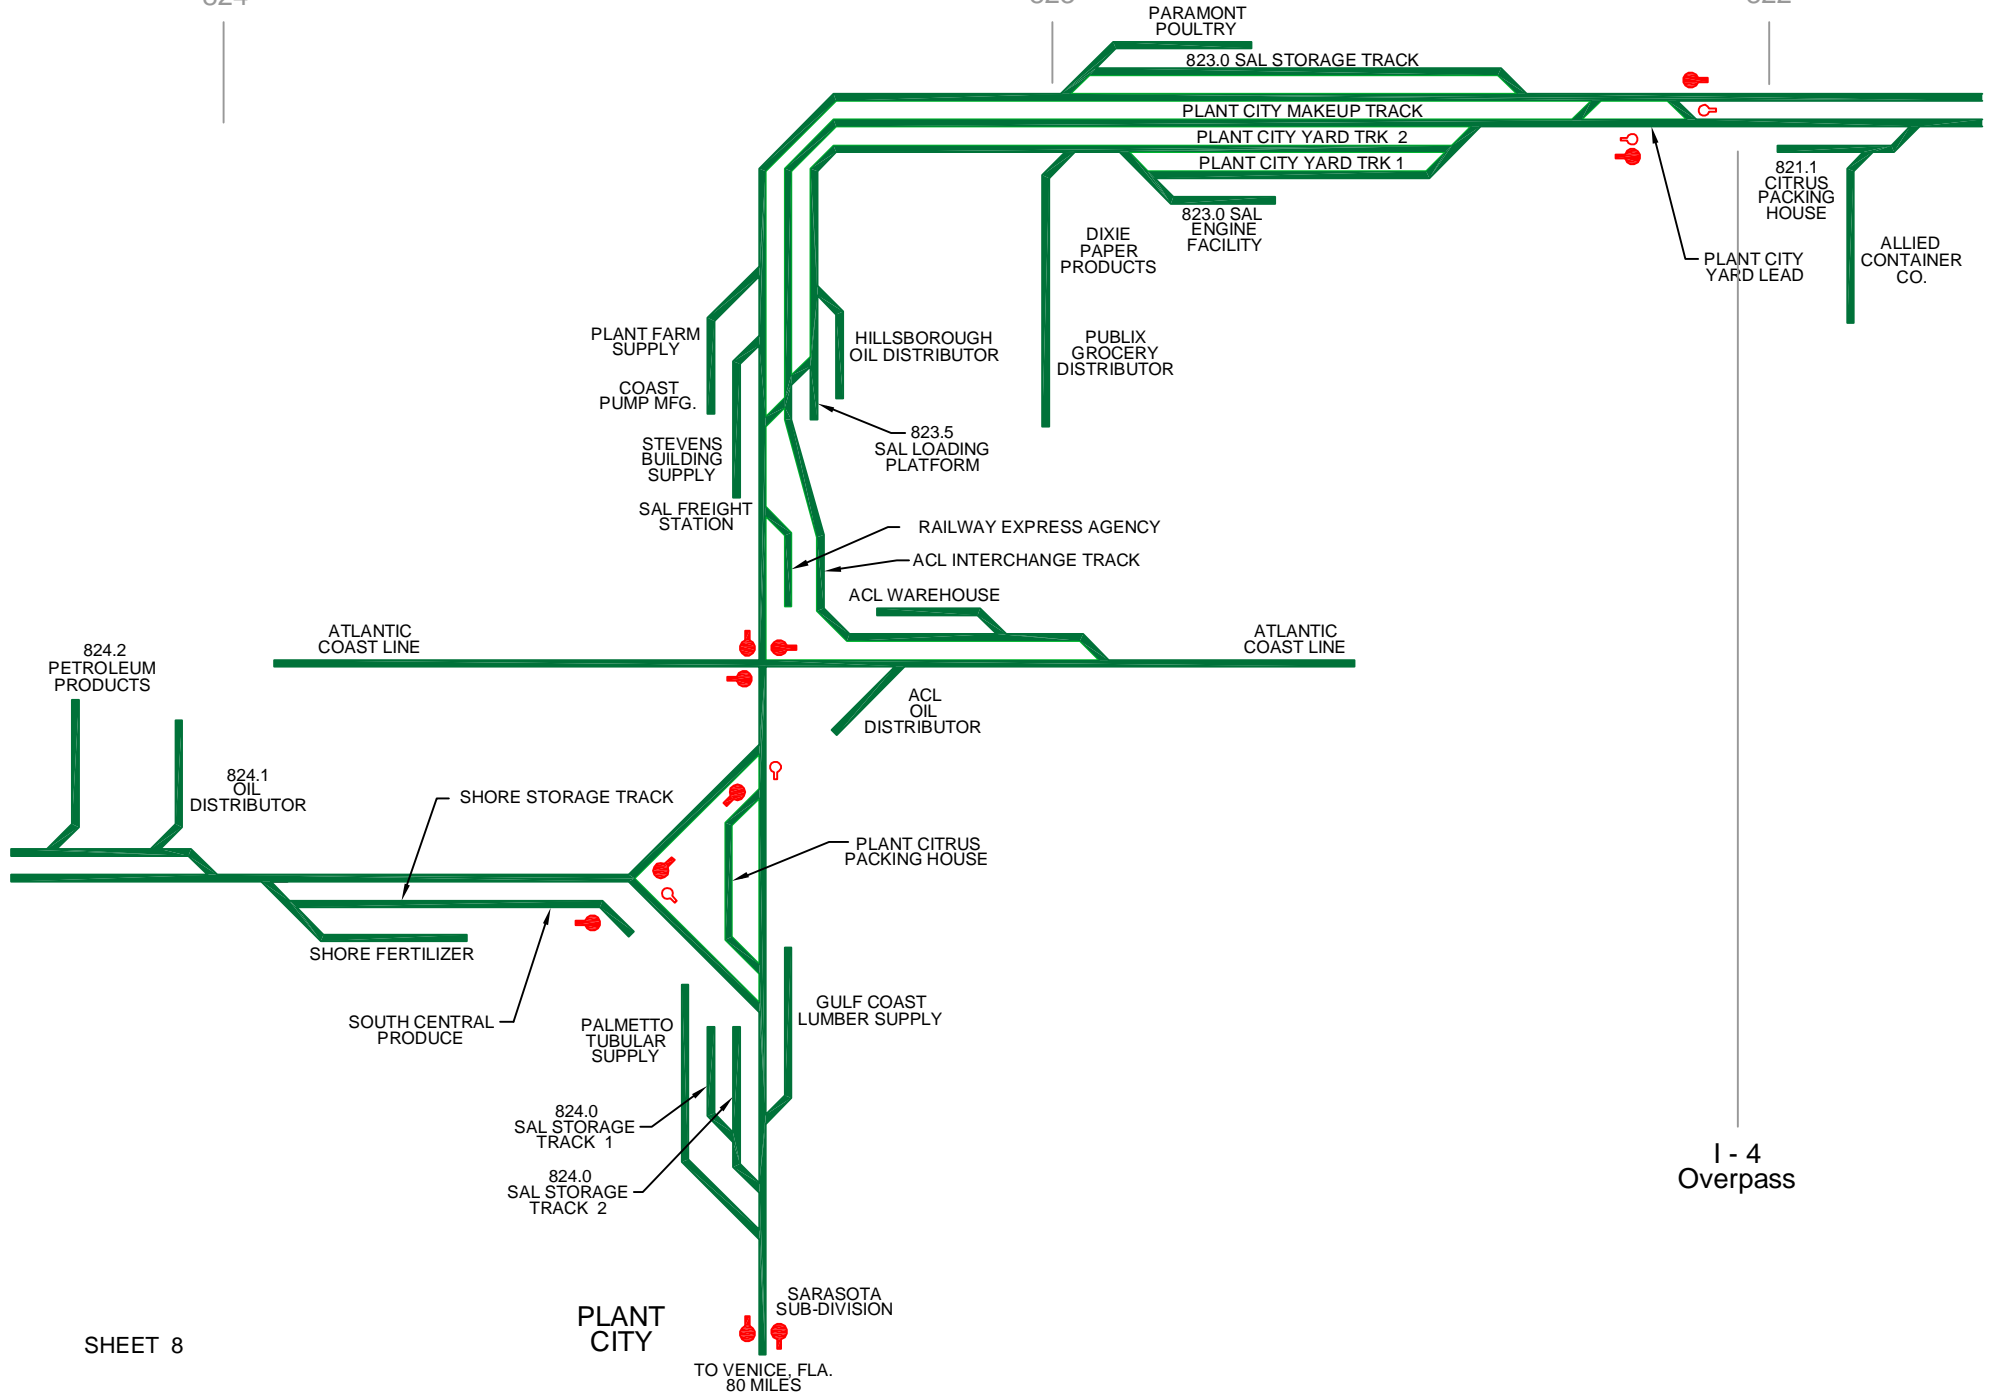 824
823
822
PARAMONT
POULTRY
823.0 SAL STORAGE TRACK
PLANT CITY MAKEUP TRACK
PLANT CITY YARD TRK 2
PLANT CITY YARD TRK 1
823.0 SAL
ENGINE
FACILITY
821.1
CITRUS
PACKING
HOUSE
PLANT CITY
YARD LEAD
ALLIED
CONTAINER
CO.
DIXIE
PAPER
PRODUCTS
PUBLIX
GROCERY
DISTRIBUTOR
PLANT FARM
SUPPLY
COAST
PUMP MFG.
HILLSBOROUGH
OIL DISTRIBUTOR
823.5
SAL LOADING
PLATFORM
STEVENS
BUILDING
SUPPLY
SAL FREIGHT
STATION
RAILWAY EXPRESS AGENCY
ACL INTERCHANGE TRACK
ACL WAREHOUSE
ATLANTIC
COAST LINE
ATLANTIC
COAST LINE
824.2
PETROLEUM
PRODUCTS
ACL
OIL
DISTRIBUTOR
824.1
OIL
DISTRIBUTOR
SHORE STORAGE TRACK
PLANT CITRUS
PACKING HOUSE
SHORE FERTILIZER
SOUTH CENTRAL
PRODUCE
PALMETTO
TUBULAR
SUPPLY
GULF COAST
LUMBER SUPPLY
824.0
SAL STORAGE
TRACK 1
824.0
SAL STORAGE
TRACK 2
I - 4
Overpass
SARASOTA
SUB-DIVISION
PLANT
CITY
SHEET 8
TO VENICE, FLA.
80 MILES